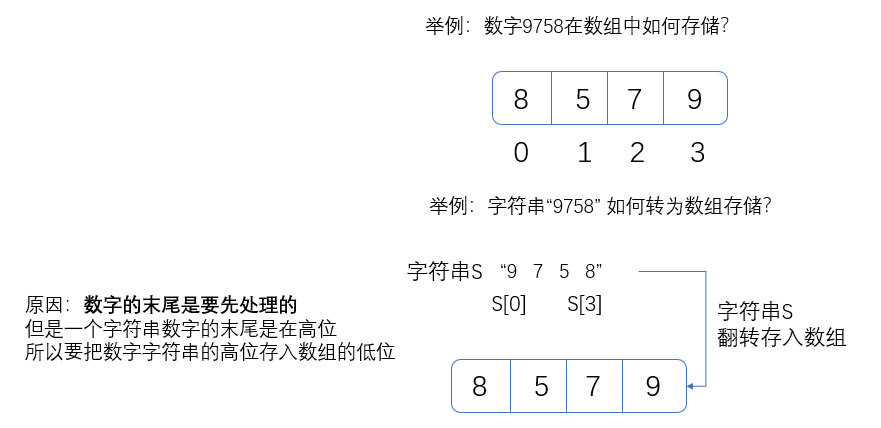 举例：数字9758在数组中如何存储？
8 5 7 9
0 1 2 3
举例：字符串“9758” 如何转为数组存储？
字符串S “9 7 5 8”
S[0] S[3]
字符串S
翻转存入数组
原因：数字的末尾是要先处理的
但是一个字符串数字的末尾是在高位
所以要把数字字符串的高位存入数组的低位
8 5 7 9